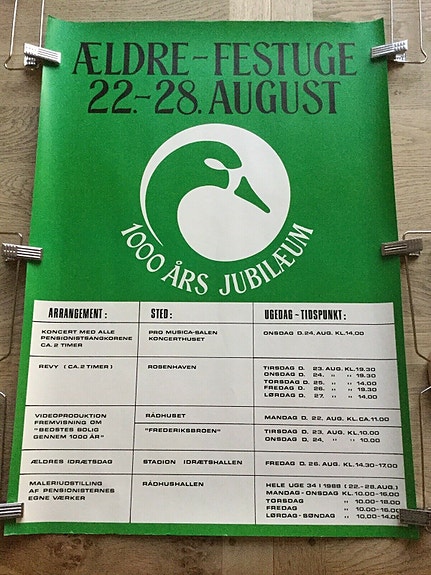 ÆLDRE-FESTUGE
22.-28. AUGUST
1000 ÅRS JUBILÆUM
ARRANGEMENT: STED: UGEDAG - TIDSPUNKT:
KONCERT MED ALLE PRO MUSICA-SALEN ONSDAG D. 24. AUG. KL. 14.00
PENSIONISTSANGKORENE KONCERTHUSET
CA. 2 TIMER
REVY (CA. 2 TIMER) ROSENHAVEN TIRSDAG D. 23. AUG. KL. 19.30
ONSDAG D. 24. " " 19.30
TORSDAG D. 25. " " 14.00
FREDAG D. 26. " " 19.30
LØRDAG D. 27. " " 14.00
VIDEOPRODUKTION RÅDHUSET MANDAG D. 22. AUG. KL. CA. 11.00
FREMVISNING OM "FREDERIKSBROEN" TIRSDAG D. 23. AUG. KL. 10.00
"BEDSTES BOLIG ONSDAG D. 24. " " 10.00
GENNEM 1000 ÅR"
ÆLDRES IDRÆTSDAG STADION IDRÆTSHALLEN FREDAG D. 26. AUG. KL. 14.30-17.00
MALERIUDSTILLING RÅDHUSHALLEN HELE UGE 34 I 1988 (22.-28. AUG.)
AF PENSIONISTERNES MANDAG-ONSDAG KL. 10.00-16.00
EGNE VÆRKER TORSDAG " 10.00-18.00
FREDAG " 10.00-16.00
LØRDAG-SØNDAG " 10.00-14.00